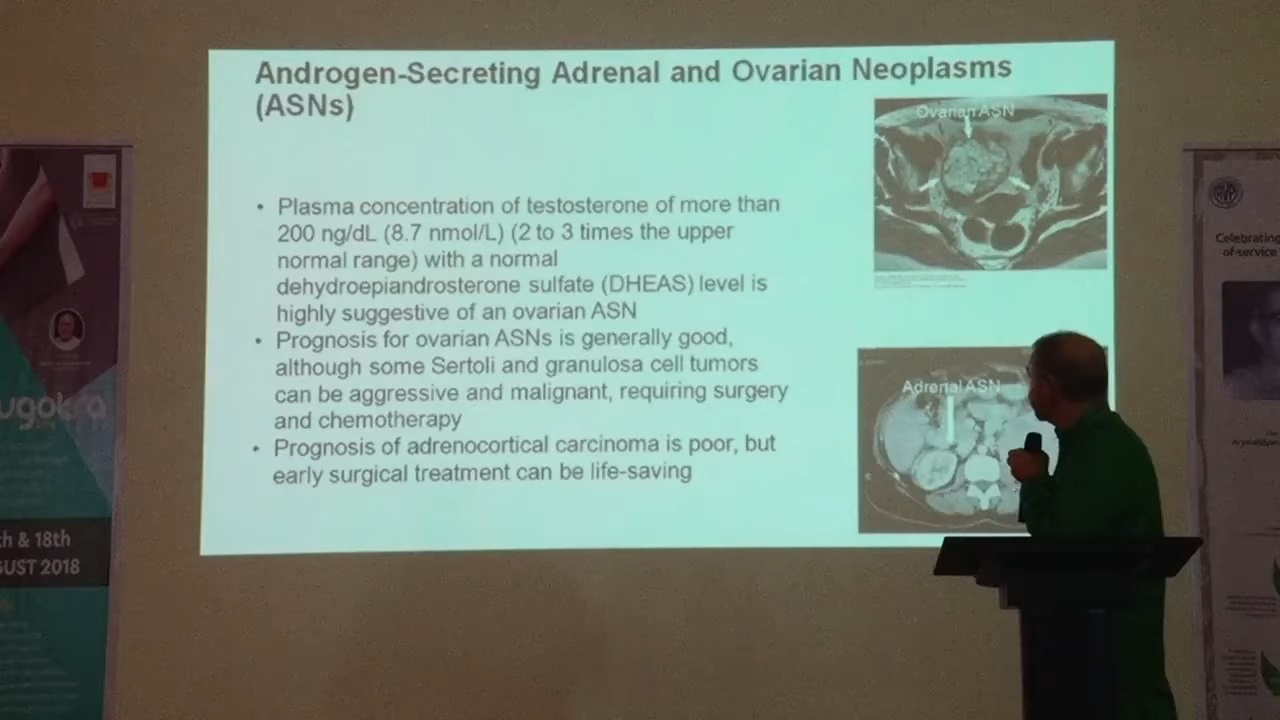 Androgen-Secreting Adrenal and Ovarian Neoplasms
(ASNs)
Ovarian ASN
• Plasma concentration of testosterone of more than
200 ng/dL (8.7 nmol/L) (2 to 3 times the upper
normal range) with a normal
dehydroepiandrosterone sulfate (DHEAS) level is
highly suggestive of an ovarian ASN
• Prognosis for ovarian ASNs is generally good,
although some Sertoli and granulosa cell tumors
can be aggressive and malignant, requiring surgery
and chemotherapy
• Prognosis of adrenocortical carcinoma is poor, but
early surgical treatment can be life-saving
Adrenal ASN
ugokra
th & 18th
GUST 2018
Celebrating
of-service